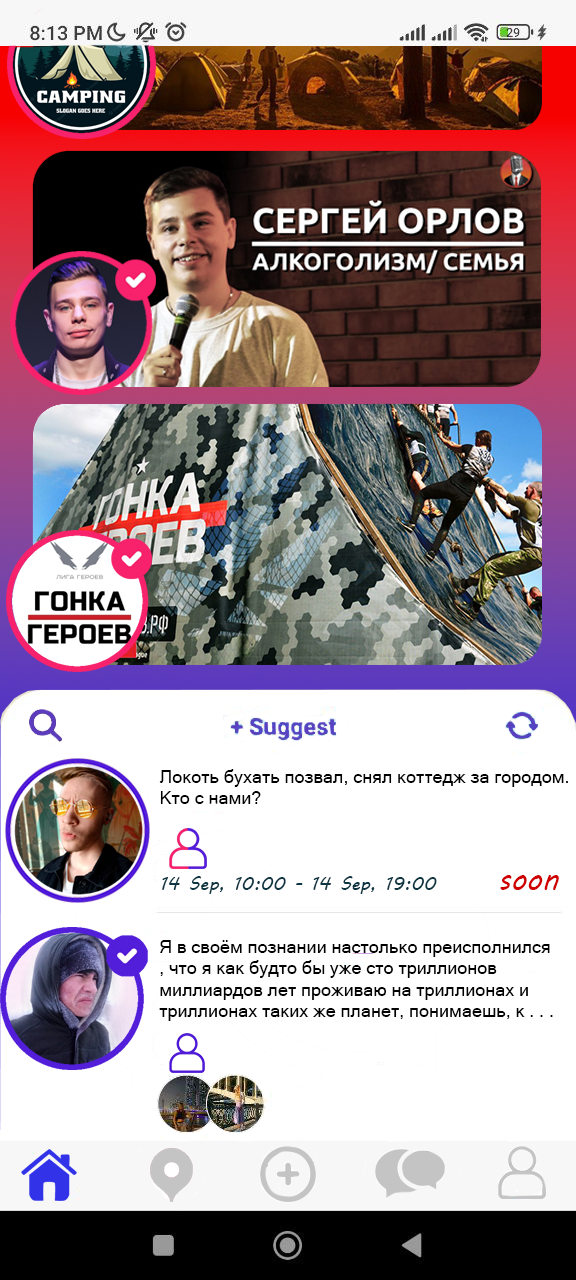 8:13 PM
29
CAMPING
SLOGAN GOES HERE
СЕРГЕЙ ОРЛОВ
АЛКОГОЛИЗМ/ СЕМЬЯ
ГОНКА
ГЕРОЕВ
.РФ
ЛИГА ГЕРОЕВ
ГОНКА
ГЕРОЕВ
+ Suggest
Локоть бухать позвал, снял коттедж за городом.
Кто с нами?
14 Sep, 10:00 - 14 Sep, 19:00
soon
Я в своём познании настолько преисполнился
, что я как будто бы уже сто триллионов
миллиардов лет проживаю на триллионах и
триллионах таких же планет, понимаешь, к . . .